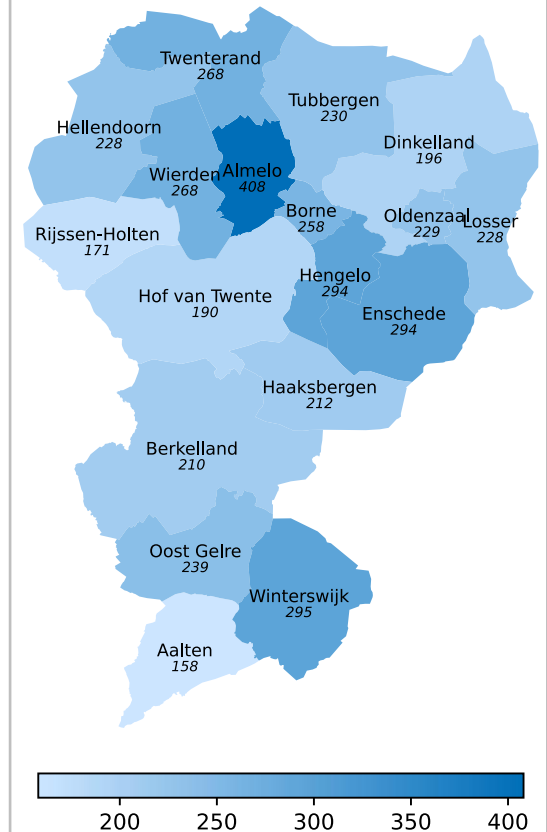 Twenterand
268
Tubbergen
230
Hellendoorn
228
Dinkelland
196
Wierden
268
Almelo
408
Borne
258
Oldenzaal
229
Losser
228
Rijssen-Holten
171
Hengelo
294
Hof van Twente
190
Enschede
294
Haaksbergen
212
Berkelland
210
Oost Gelre
239
Winterswijk
295
Aalten
158
200 250 300 350 400